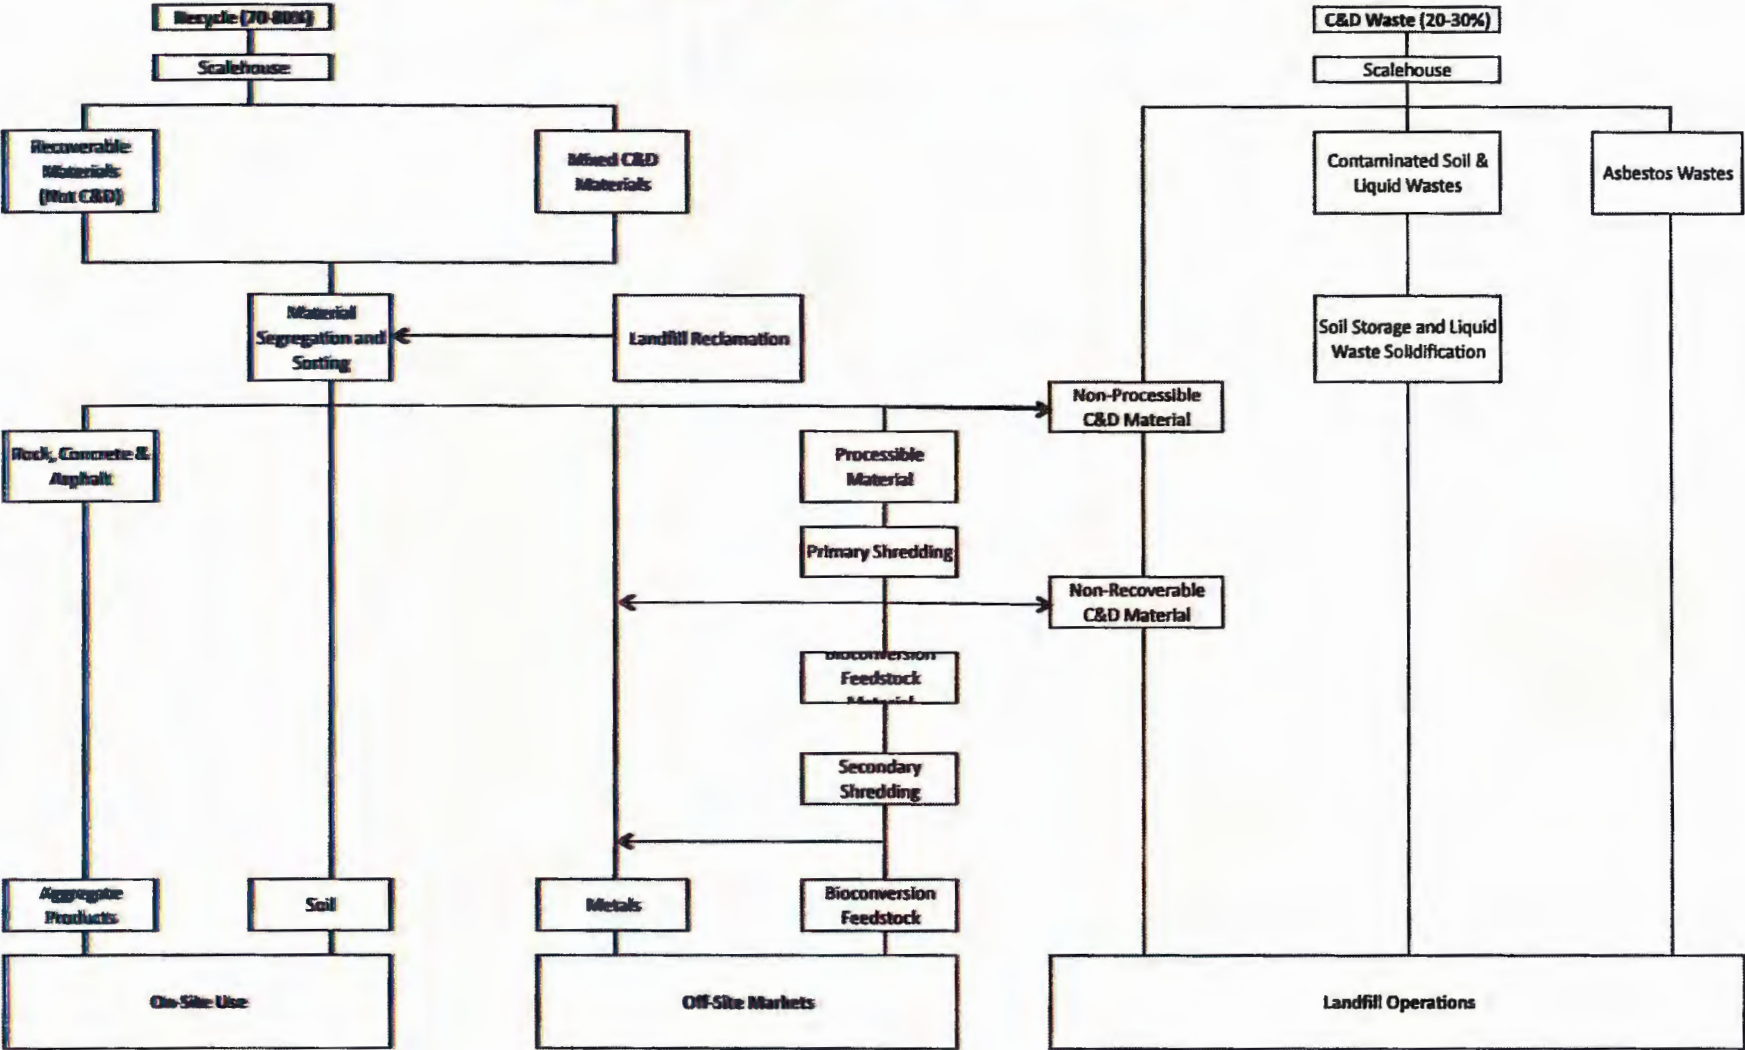 Recycle (70-80%)
C&D Waste (20-30%)
Scalehouse
Scalehouse
Recoverable
Materials
(Not C&D)
Mixed C&D
Materials
Contaminated Soil &
Liquid Wastes
Asbestos Wastes
Material
Segregation and
Sorting
Landfill Reclamation
Soil Storage and Liquid
Waste Solidification
Non-Processible
C&D Material
Rock, Concrete &
Asphalt
Processible
Material
Primary Shredding
Non-Recoverable
C&D Material
Bioconversion
Feedstock
Material
Secondary
Shredding
Aggregate
Products
Soil
Metals
Bioconversion
Feedstock
On-Site Use
Off-Site Markets
Landfill Operations